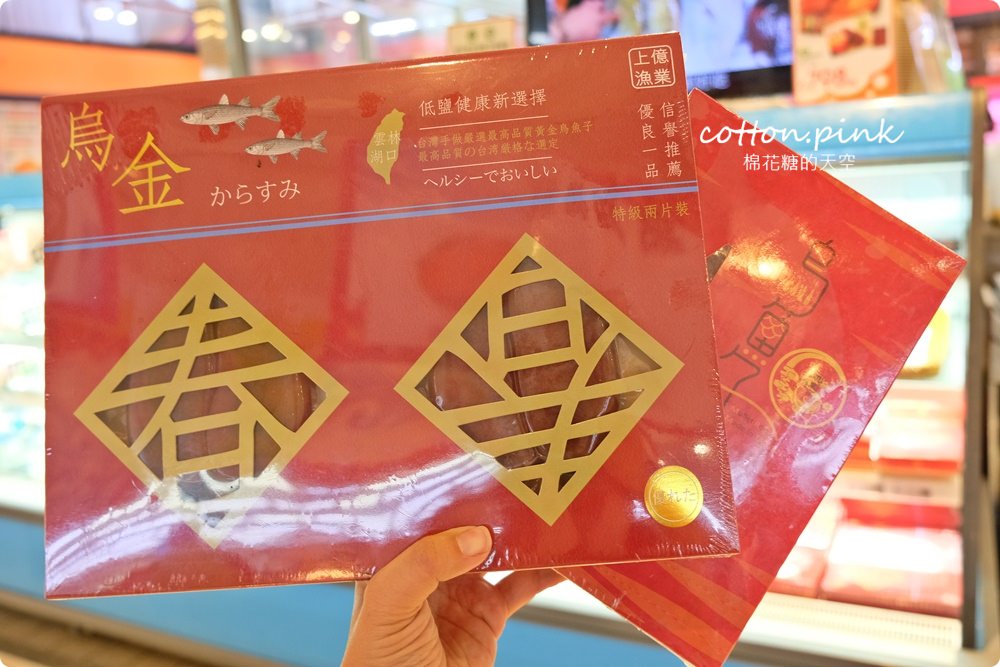 烏金
からすみ
雲林
湖口
低鹽健康新選擇
台灣手做嚴選最高品質黃金烏魚子
最高品質の台湾厳格な選定
ヘルシーでおいしい
上億
漁業
信譽推薦
優良一品
特級兩片裝
春
cotton.pink
棉花糖的天空